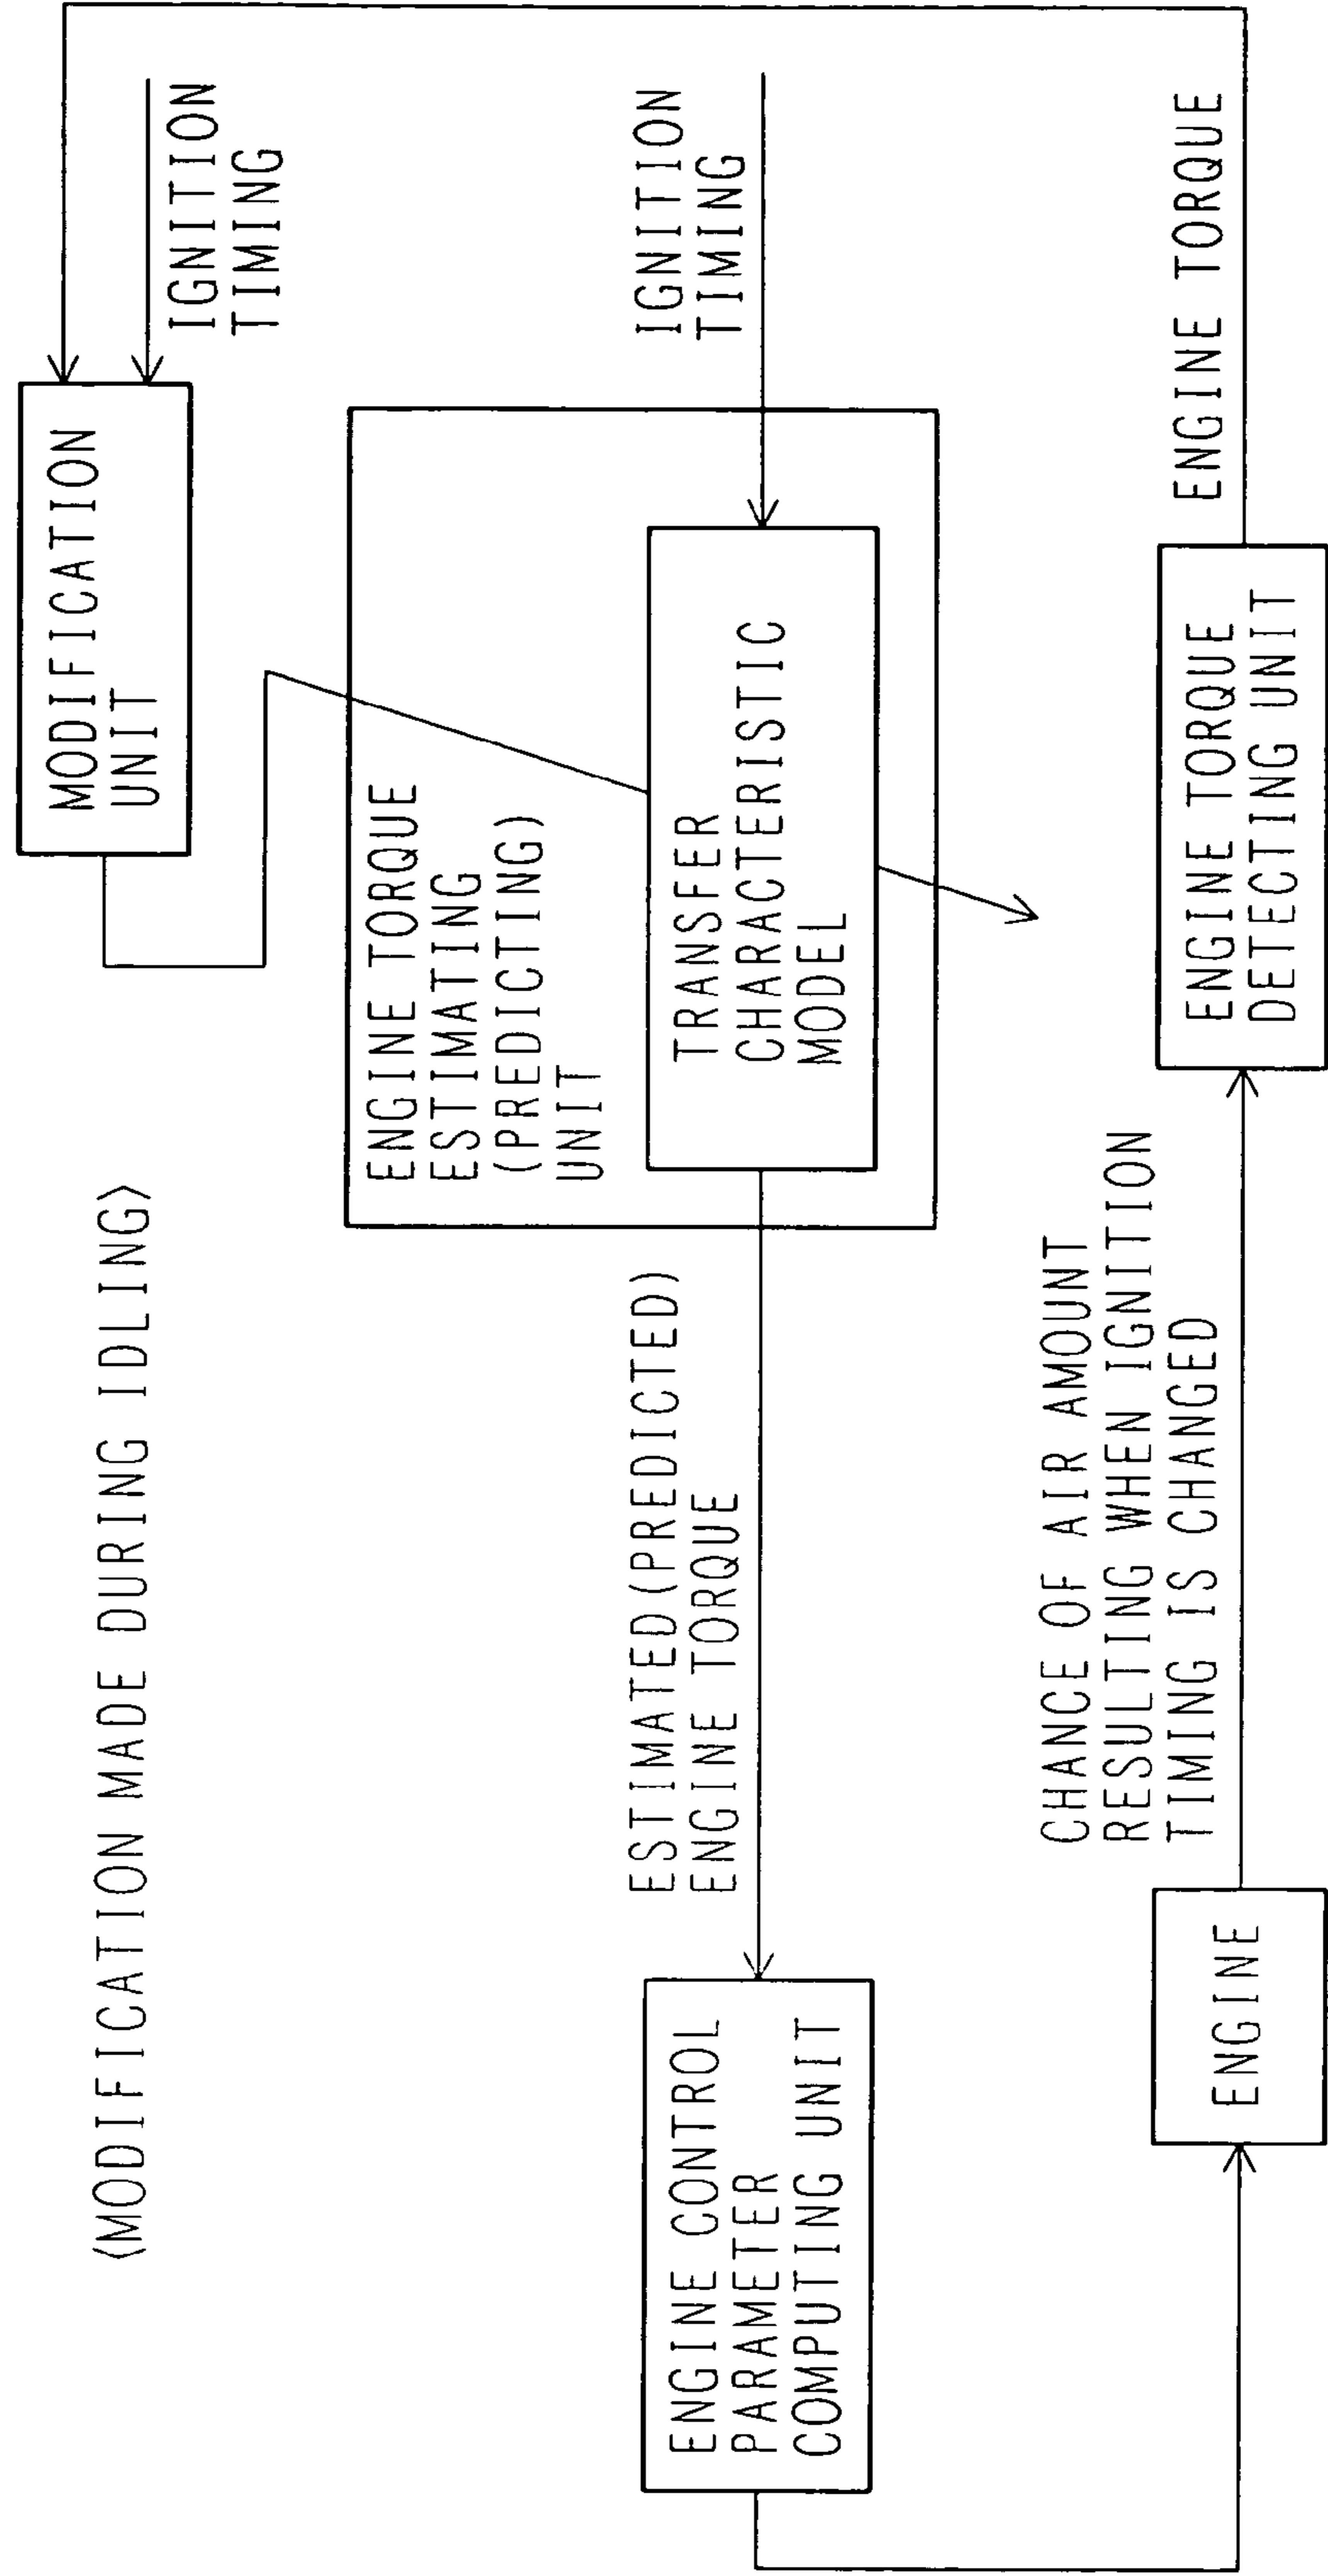 <MODIFICATION MADE DURING IDLING>
MODIFICATION
UNIT
IGNITION
TIMING
ENGINE TORQUE
ESTIMATING
(PREDICTING)
UNIT
ESTIMATED(PREDICTED)
ENGINE TORQUE
ENGINE CONTROL
PARAMETER
COMPUTING UNIT
TRANSFER
CHARACTERISTIC
MODEL
IGNITION
TIMING
CHANCE OF AIR AMOUNT
RESULTING WHEN IGNITION
TIMING IS CHANGED
ENGINE
ENGINE TORQUE
DETECTING UNIT
ENGINE TORQUE